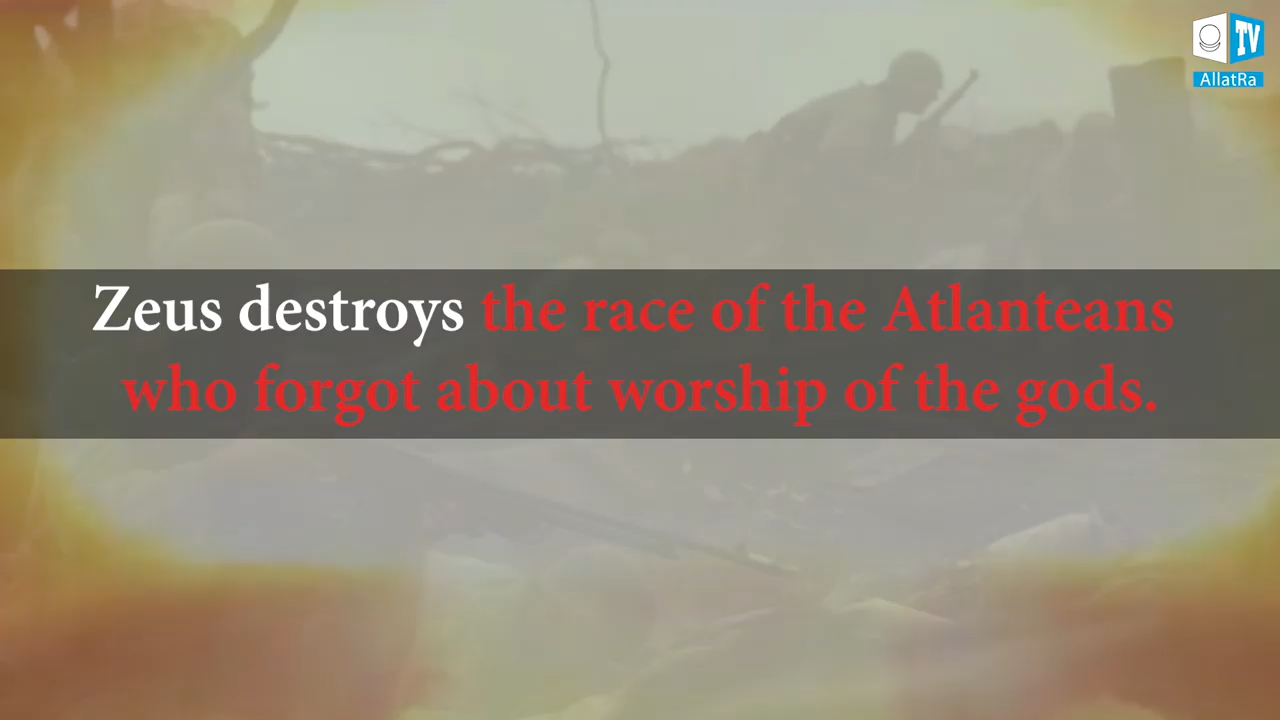 TV
AllatRa
Zeus destroys the race of the Atlanteans
who forgot about worship of the gods.